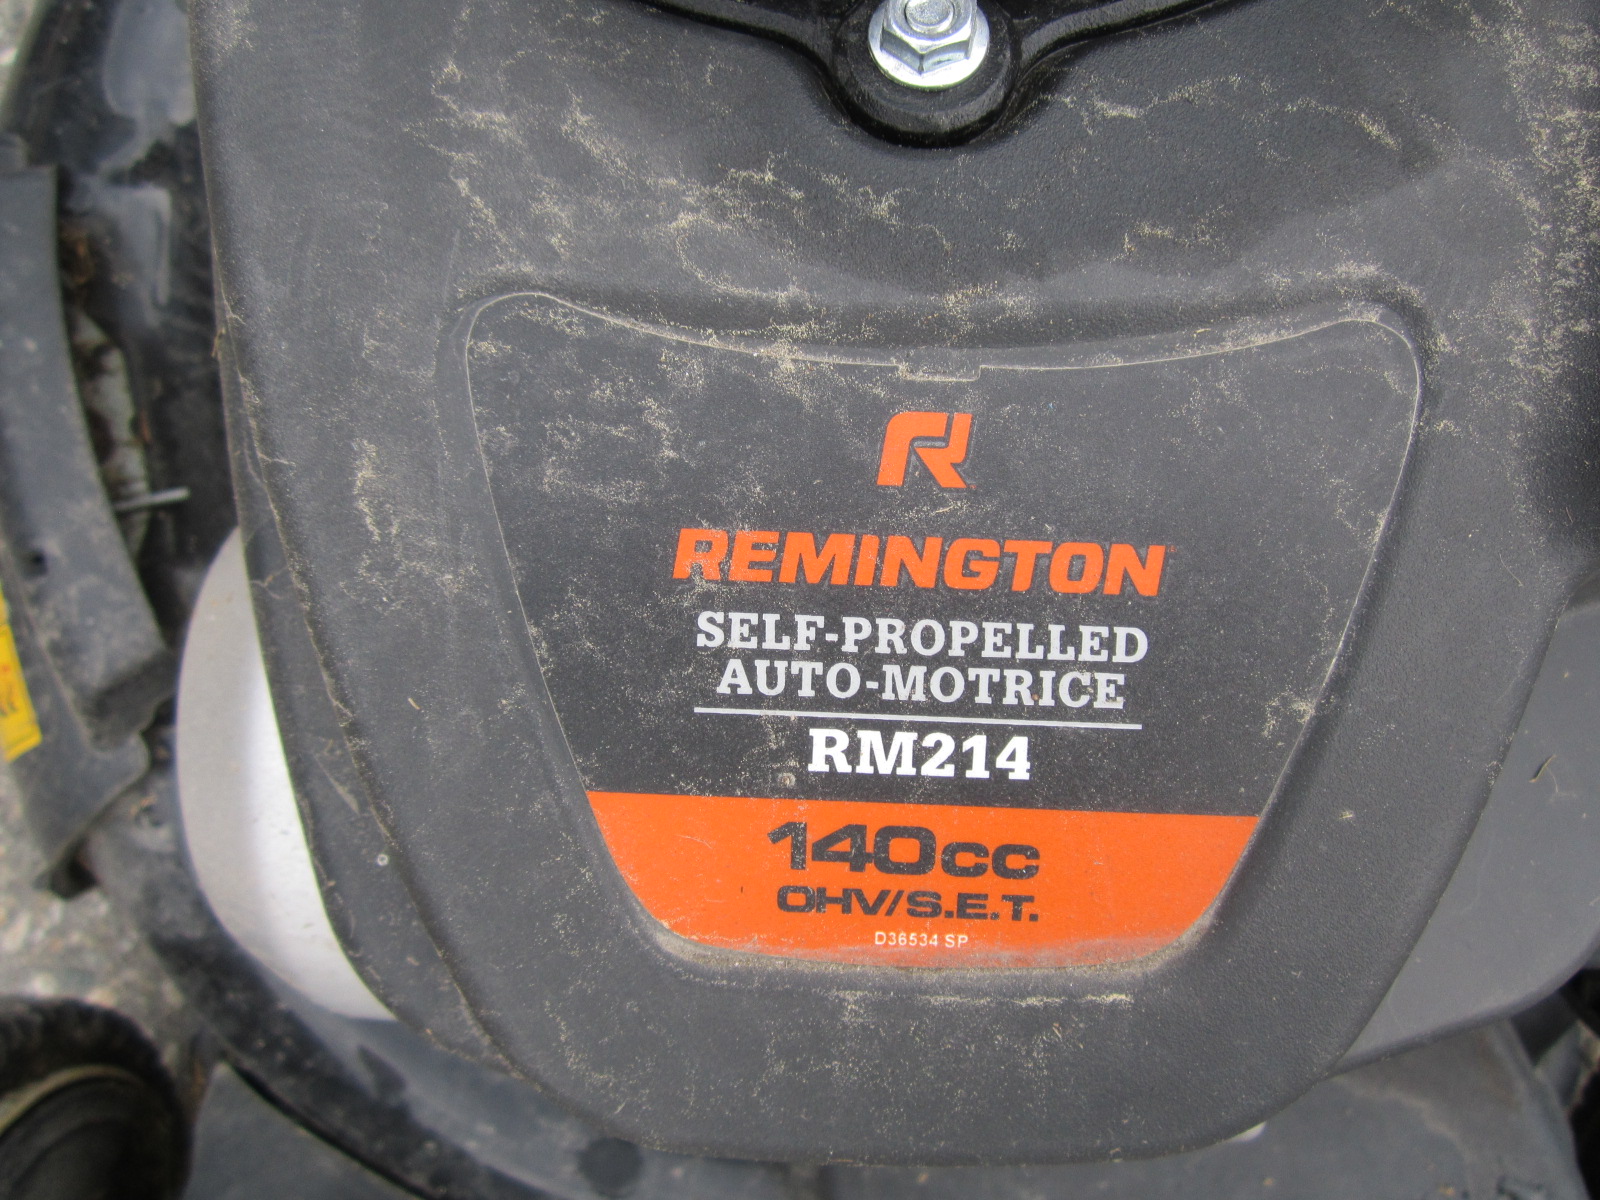 R
REMINGTON
SELF-PROPELLED
AUTO-MOTRICE
RM214
140cc
OHV/S.E.T.
D36534 SP